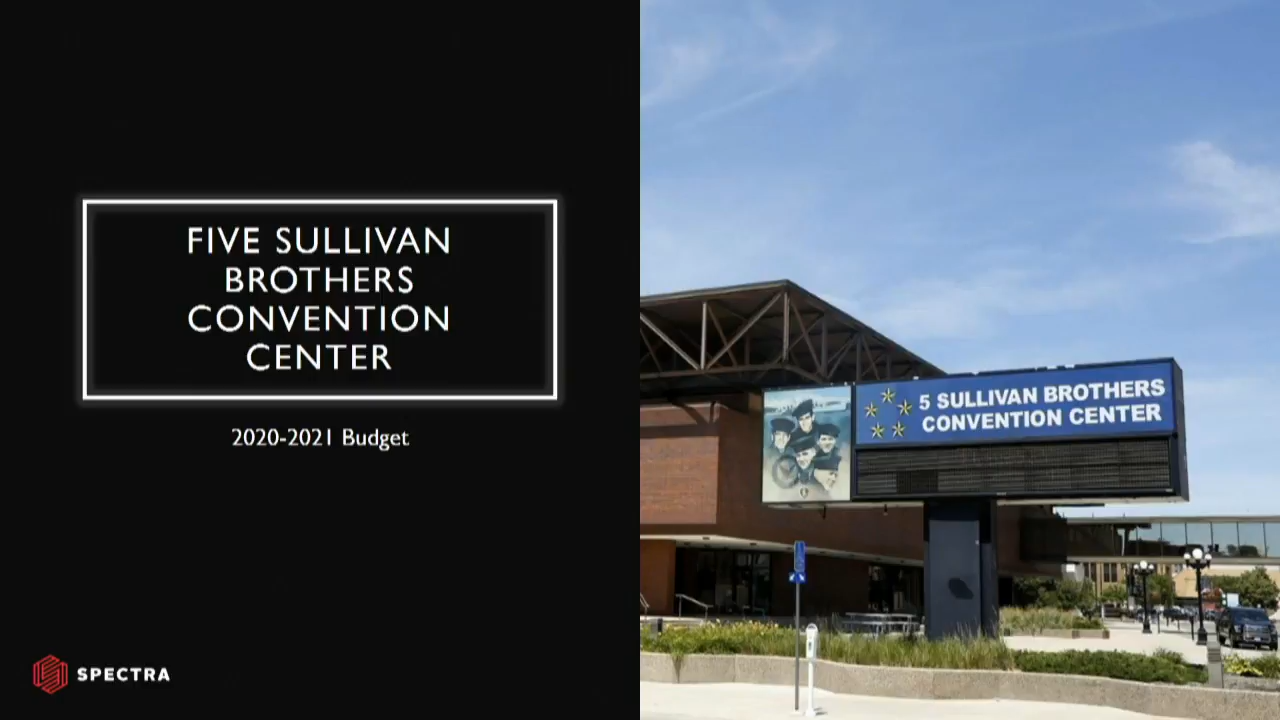 FIVE SULLIVAN
BROTHERS
CONVENTION
CENTER
2020-2021 Budget
SPECTRA
5 SULLIVAN BROTHERS
CONVENTION CENTER